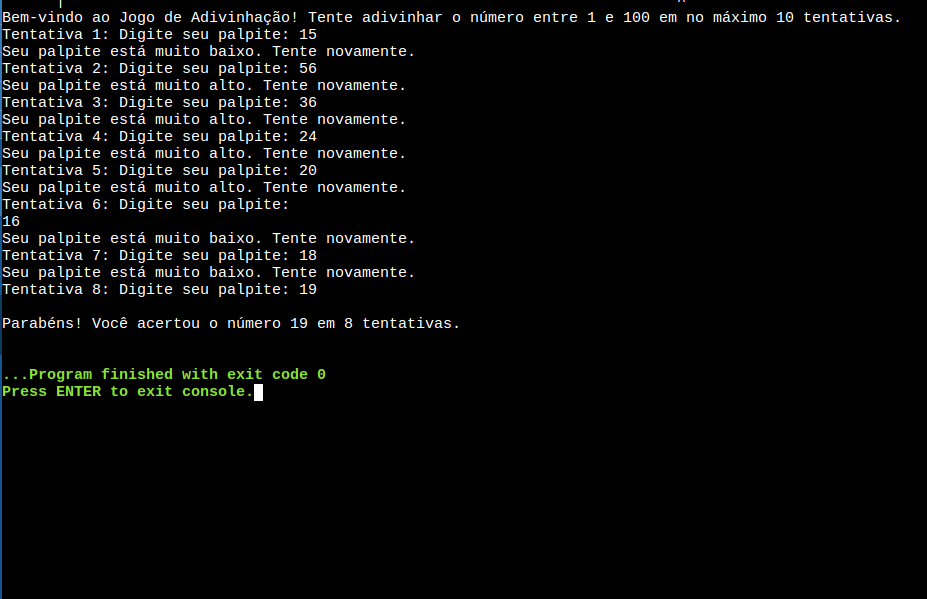 Bem-vindo ao Jogo de Adivinhação! Tente adivinhar o número entre 1 e 100 em no máximo 10 tentativas.
Tentativa 1: Digite seu palpite: 15
Seu palpite está muito baixo. Tente novamente.
Tentativa 2: Digite seu palpite: 56
Seu palpite está muito alto. Tente novamente.
Tentativa 3: Digite seu palpite: 36
Seu palpite está muito alto. Tente novamente.
Tentativa 4: Digite seu palpite: 24
Seu palpite está muito alto. Tente novamente.
Tentativa 5: Digite seu palpite: 20
Seu palpite está muito alto. Tente novamente.
Tentativa 6: Digite seu palpite:
16
Seu palpite está muito baixo. Tente novamente.
Tentativa 7: Digite seu palpite: 18
Seu palpite está muito baixo. Tente novamente.
Tentativa 8: Digite seu palpite: 19
Parabéns! Você acertou o número 19 em 8 tentativas.
...Program finished with exit code 0
Press ENTER to exit console.